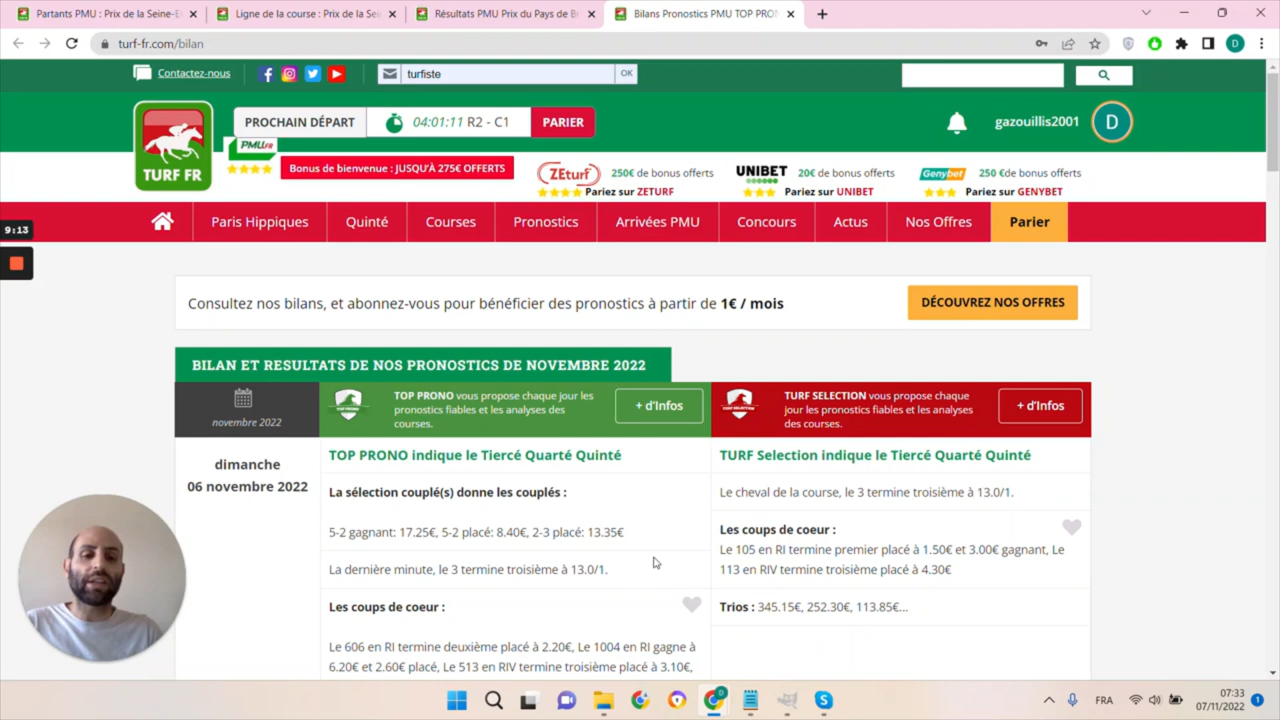 Partants PMU : Prix de la Seine-E
Ligne de la course : Prix de la Sei
Résultats PMU Prix du Pays de B
Bilans Pronostics PMU TOP PRON
turf-fr.com/bilan
Contactez-nous
turfiste
OK
PROCHAIN DÉPART
04:01:11 R2 - C1
PARIER
gazouillis2001
D
TURF FR
PMU.FR
Bonus de bienvenue : JUSQU'À 275€ OFFERTS
ZEturf
250€ de bonus offerts
Pariez sur ZETURF
UNIBET
20€ de bonus offerts
Pariez sur UNIBET
Genybet
250 €de bonus offerts
Pariez sur GENYBET
9:13
Paris Hippiques
Quinté
Courses
Pronostics
Arrivées PMU
Concours
Actus
Nos Offres
Parier
Consultez nos bilans, et abonnez-vous pour bénéficier des pronostics à partir de 1€ / mois
DÉCOUVREZ NOS OFFRES
BILAN ET RESULTATS DE NOS PRONOSTICS DE NOVEMBRE 2022
novembre 2022
TOP PRONO
TOP PRONO vous propose chaque jour les
pronostics fiables et les analyses des
courses.
+ d'Infos
TURF SELECTION
TURF SELECTION vous propose chaque
jour les pronostics fiables et les analyses
des courses.
+ d'Infos
dimanche
06 novembre 2022
TOP PRONO indique le Tiercé Quarté Quinté
La sélection couplé(s) donne les couplés :
5-2 gagnant: 17.25€, 5-2 placé: 8.40€, 2-3 placé: 13.35€
La dernière minute, le 3 termine troisième à 13.0/1.
Les coups de coeur :
Le 606 en RI termine deuxième placé à 2.20€, Le 1004 en RI gagne à
6.20€ et 2.60€ placé, Le 513 en RIV termine troisième placé à 3.10€,
TURF Selection indique le Tiercé Quarté Quinté
Le cheval de la course, le 3 termine troisième à 13.0/1.
Les coups de coeur :
Le 105 en RI termine premier placé à 1.50€ et 3.00€ gagnant, Le
113 en RIV termine troisième placé à 4.30€
Trios : 345.15€, 252.30€, 113.85€...
FRA
07:33
07/11/2022
1